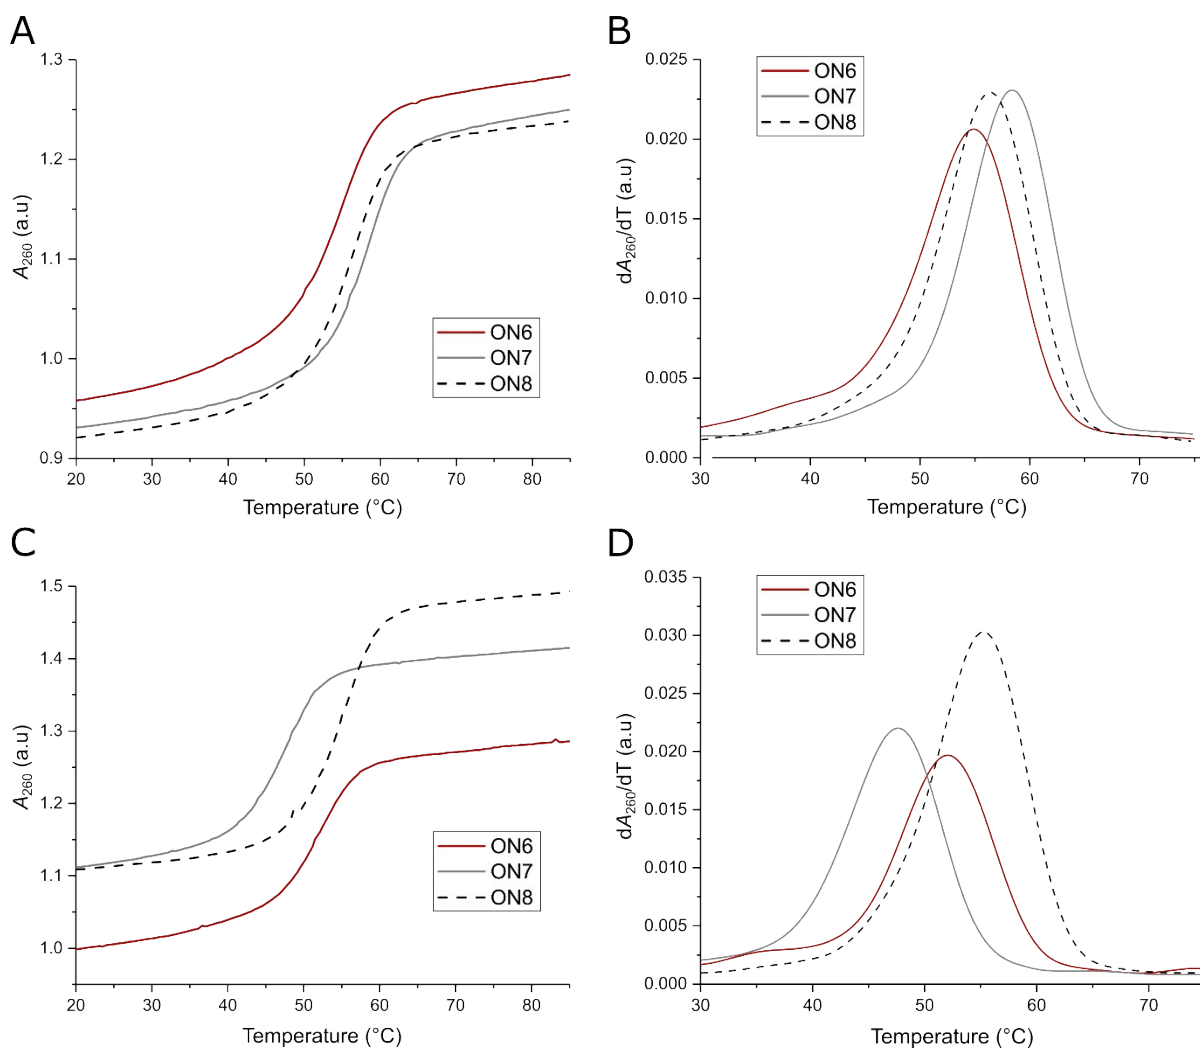 A
1.3
1.2
1.1
1.0
0.9
A260 (a.u)
20 30 40 50 60 70 80
Temperature (°C)
ON6
ON7
ON8
B
0.025
0.020
0.015
0.010
0.005
0.000
dA260/dT (a.u)
30 40 50 60 70
Temperature (°C)
ON6
ON7
ON8
C
1.5
1.4
1.3
1.2
1.1
1.0
A260 (a.u)
20 30 40 50 60 70 80
Temperature (°C)
ON6
ON7
ON8
D
0.035
0.030
0.025
0.020
0.015
0.010
0.005
0.000
dA260/dT (a.u)
30 40 50 60 70
Temperature (°C)
ON6
ON7
ON8